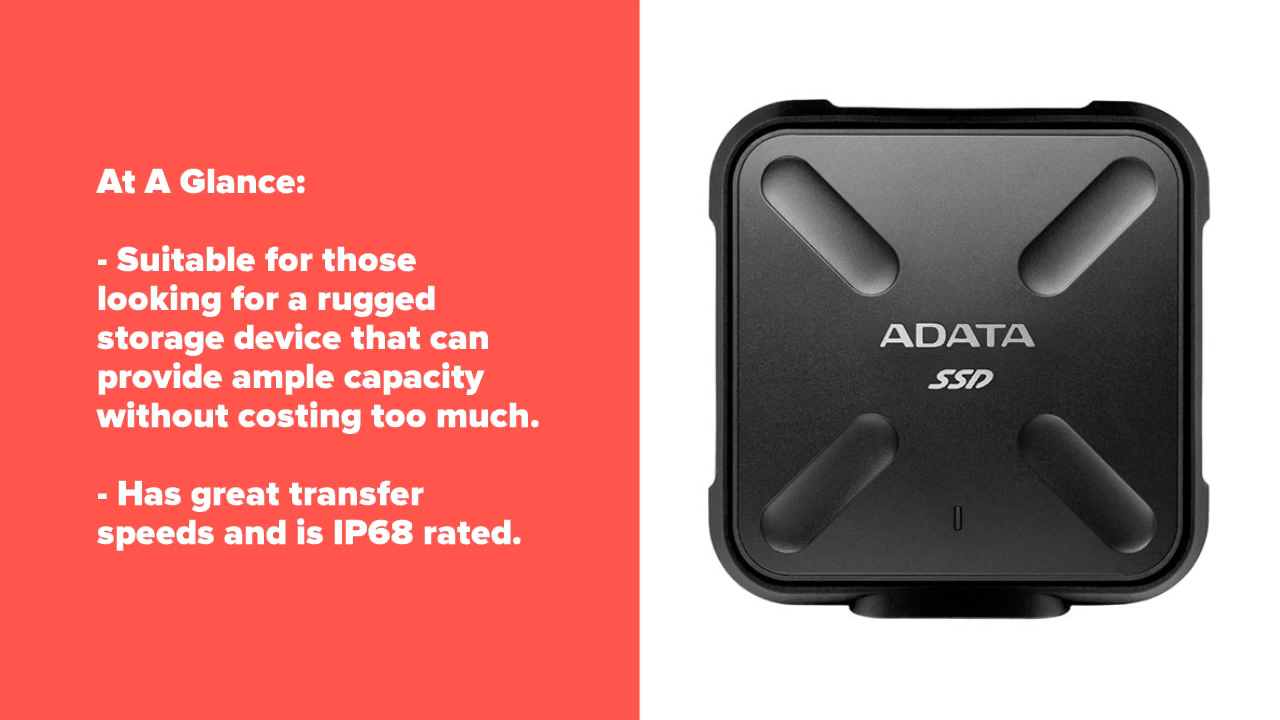 At A Glance:
- Suitable for those
looking for a rugged
storage device that can
provide ample capacity
without costing too much.
- Has great transfer
speeds and is IP68 rated.
ADATA
SSD